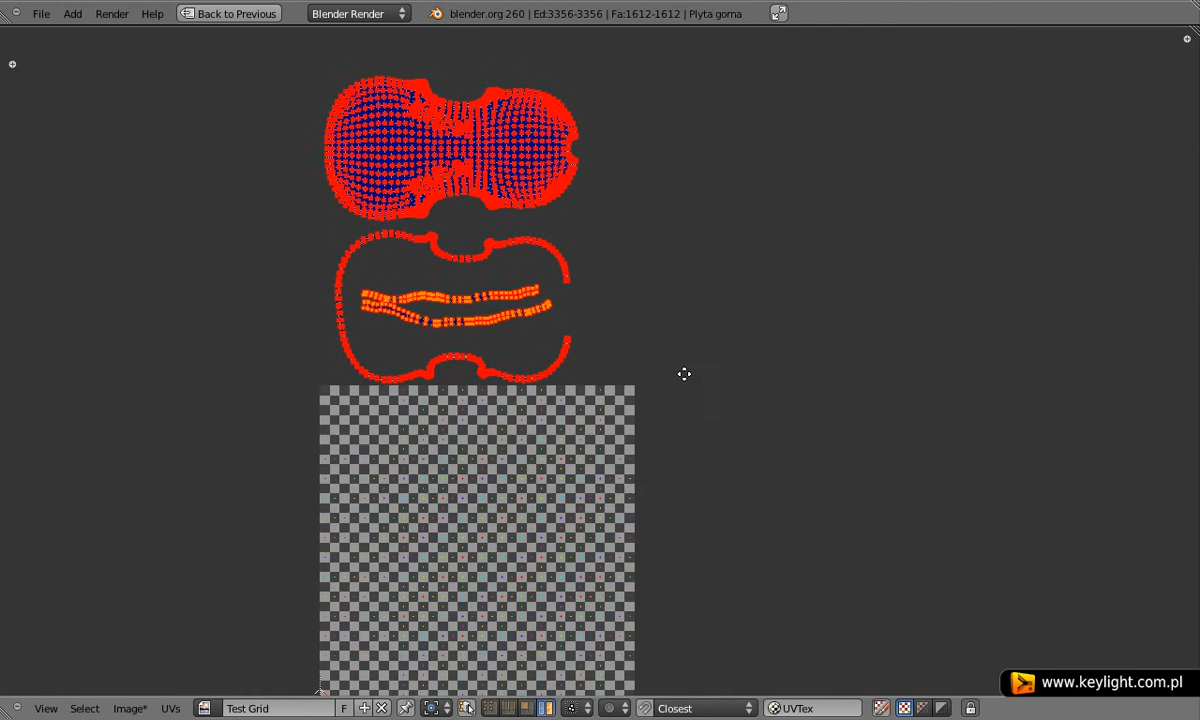 File Add Render Help Back to Previous Blender Render blender.org 260 | Ed:3356-3356 | Fa:1612-1612 | Plyta gorna
www.keylight.com.pl
View Select Image* UVs Test Grid F Closest UVTex